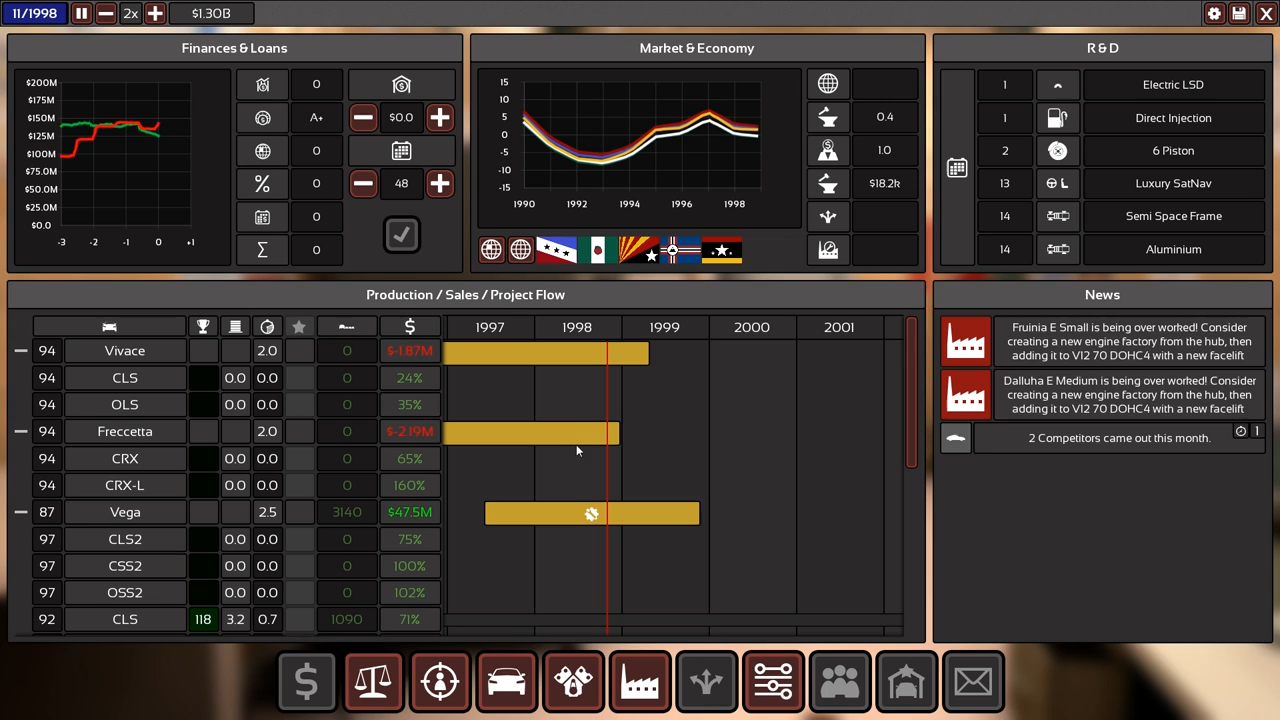 11/1998
2x
$1.30B
Finances & Loans
$200M
$175M
$150M
$125M
$100M
$75.0M
$50.0M
$25.0M
$0.0
-3 -2 -1 0 +1
0
A+
0
0
0
0
$0.0
48
Market & Economy
15
10
5
0
-5
-10
-15
1990 1992 1994 1996 1998
0.4
1.0
$18.2k
R & D
1 Electric LSD
1 Direct Injection
2 6 Piston
13 L Luxury SatNav
14 Semi Space Frame
14 Aluminium
Production / Sales / Project Flow
$ 1997 1998 1999 2000 2001
94 Vivace 2.0 0 $-1.87M
94 CLS 0.0 0.0 0 24%
94 OLS 0.0 0.0 0 35%
94 Freccetta 2.0 0 $-2.19M
94 CRX 0.0 0.0 0 65%
94 CRX-L 0.0 0.0 0 160%
87 Vega 2.5 3140 $47.5M
97 CLS2 0.0 0.0 0 75%
97 CSS2 0.0 0.0 0 100%
97 OSS2 0.0 0.0 0 102%
92 CLS 118 3.2 0.7 1090 71%
News
Fruinia E Small is being over worked! Consider
creating a new engine factory from the hub, then
adding it to V12 70 DOHC4 with a new facelift
Dalluha E Medium is being over worked! Consider
creating a new engine factory from the hub, then
adding it to V12 70 DOHC4 with a new facelift
2 Competitors came out this month.
1